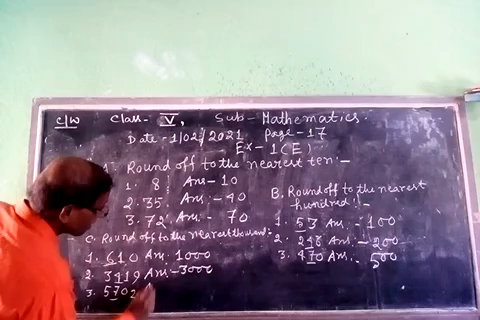 C/W Class- V, Sub- Mathematics.
Date - 1/02/2021 Page - 17
Ex - 1(E)
Round off to the nearest ten:-
1. 8 Ans - 10
2. 35. Ans. - 40
3. 72 Ans. - 70
B. Round off to the nearest
hundred:-
1. 53 Ans. - 100
2. 248 Ans. - 200
3. 470 Ans. - 500
C. Round off to the nearest thousand:-
1. 610 Ans. 1000
2. 3419 Ans. - 3000
3. 5702